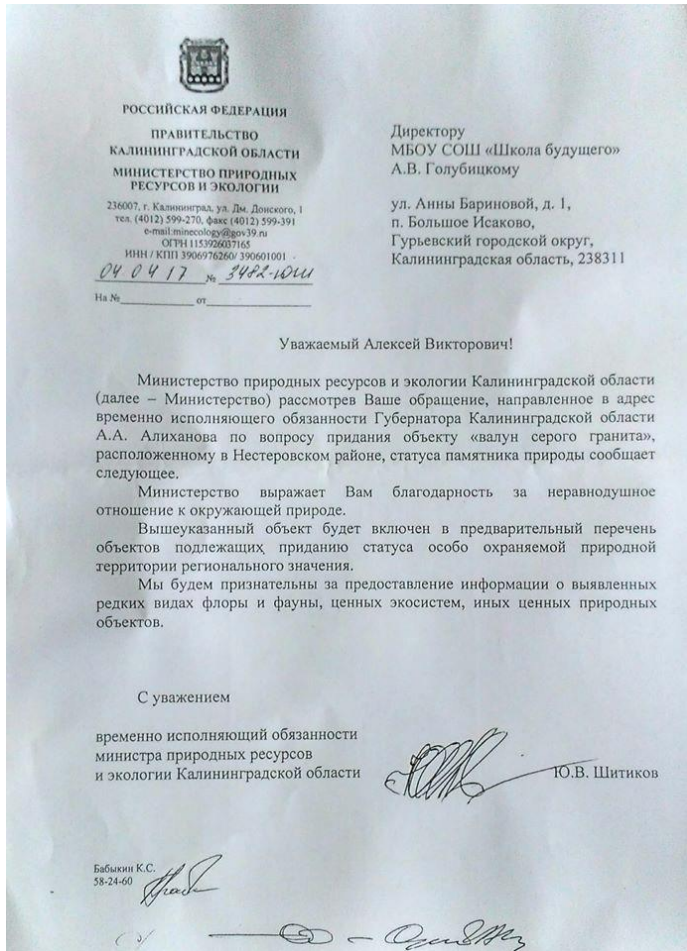 РОССИЙСКАЯ ФЕДЕРАЦИЯ
ПРАВИТЕЛЬСТВО
КАЛИНИНГРАДСКОЙ ОБЛАСТИ
МИНИСТЕРСТВО ПРИРОДНЫХ
РЕСУРСОВ И ЭКОЛОГИИ
236007, г. Калининград, ул. Дм. Донского, 1
тел. (4012) 599-270, факс (4012) 599-391
e-mail:minecology@gov39.ru
ОГРН 1153926037165
ИНН / КПП 3906976260/ 390601001
04 04 17 № 3482-ЮШ
На №____________ от____________
Директору
МБОУ СОШ «Школа будущего»
А.В. Голубицкому
ул. Анны Бариновой, д. 1,
п. Большое Исаково,
Гурьевский городской округ,
Калининградская область, 238311
Уважаемый Алексей Викторович!
Министерство природных ресурсов и экологии Калининградской области
(далее – Министерство) рассмотрев Ваше обращение, направленное в адрес
временно исполняющего обязанности Губернатора Калининградской области
А.А. Алиханова по вопросу придания объекту «валун серого гранита»,
расположенному в Нестеровском районе, статуса памятника природы сообщает
следующее.
Министерство выражает Вам благодарность за неравнодушное
отношение к окружающей природе.
Вышеуказанный объект будет включен в предварительный перечень
объектов подлежащих приданию статуса особо охраняемой природной
территории регионального значения.
Мы будем признательны за предоставление информации о выявленных
редких видах флоры и фауны, ценных экосистем, иных ценных природных
объектов.
С уважением
временно исполняющий обязанности
министра природных ресурсов
и экологии Калининградской области
Ю.В. Шитиков
Бабыкин К.С.
58-24-60